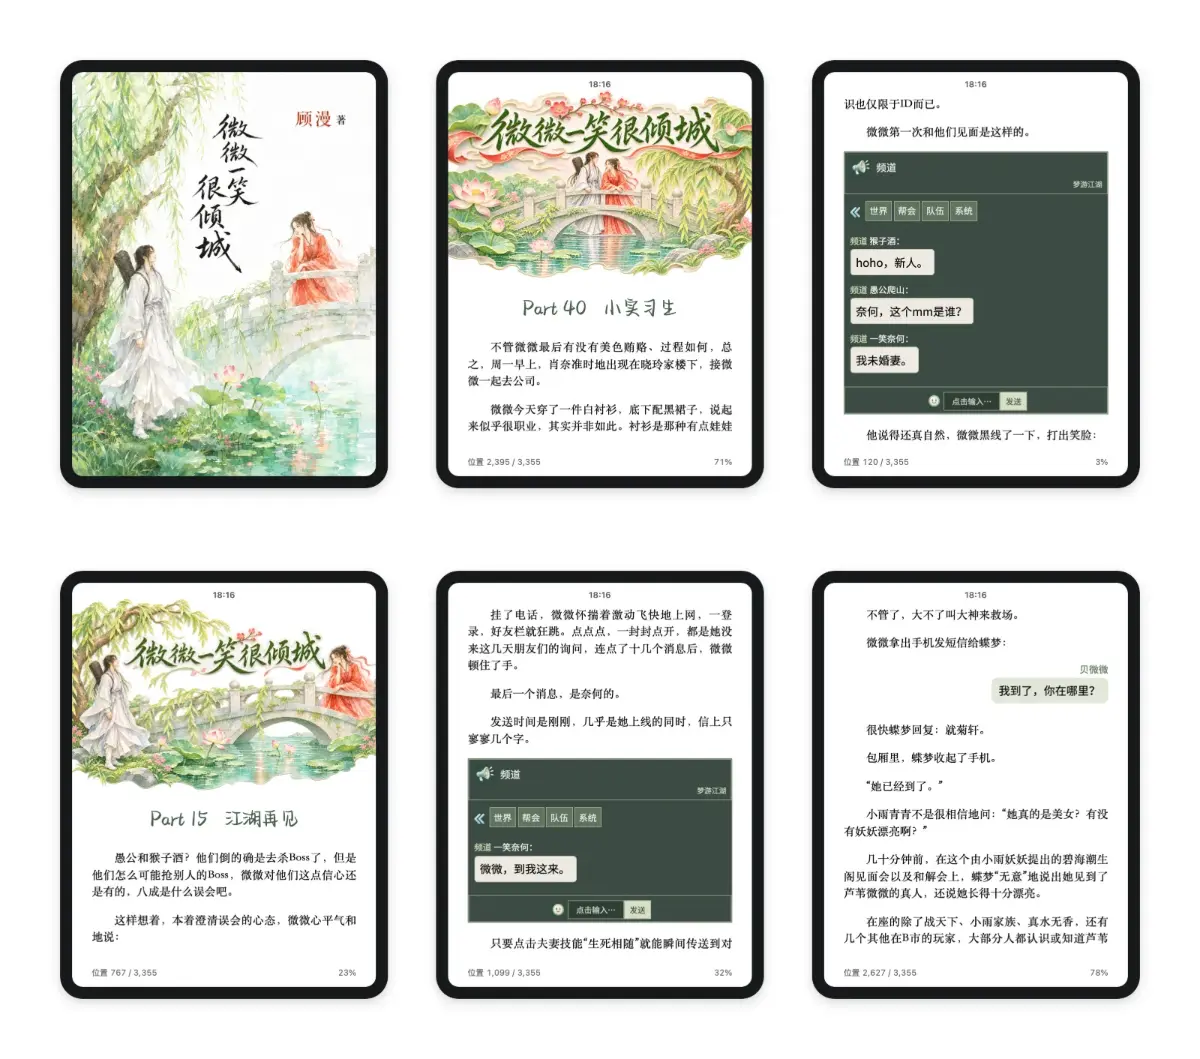 顾漫 著
微微一笑
很倾城
18:16
微微一笑很倾城
Part 40 小实习生
不管微微最后有没有美色贿赂、过程如何，总
之，周一早上，肖奈准时地出现在晓玲家楼下，接微
微一起去公司。
微微今天穿了一件白衬衫，底下配黑裙子，说起
来似乎很职业，其实并非如此。衬衫是那种有点娃娃
位置 2,395 / 3,355
71%
18:16
识也仅限于ID而已。
微微第一次和他们见面是这样的。
频道
梦游江湖
世界 帮会 队伍 系统
频道 猴子酒：
hoho，新人。
频道 愚公爬山：
奈何，这个mm是谁？
频道 一笑奈何：
我未婚妻。
点击输入… 发送
他说得还真自然，微微黑线了一下，打出笑脸：
位置 120 / 3,355
3%
18:16
微微一笑很倾城
Part 15 江湖再见
愚公和猴子酒？他们倒的确是去杀Boss了，但是
他们怎么可能抢别人的Boss，微微对他们这点信心还
是有的，八成是什么误会吧。
这样想着，本着澄清误会的心态，微微心平气和
地说：
位置 767 / 3,355
23%
18:16
挂了电话，微微怀揣着激动飞快地上网，一登
录，好友栏就狂跳。点点点，一封封点开，都是她没
来这几天朋友们的询问，连点了十几个消息后，微微
顿住了手。
最后一个消息，是奈何的。
发送时间是刚刚，几乎是她上线的同时，信上只
寥寥几个字。
频道
梦游江湖
世界 帮会 队伍 系统
频道 一笑奈何：
微微，到我这来。
点击输入… 发送
只要点击夫妻技能“生死相随”就能瞬间传送到对
位置 1,099 / 3,355
32%
18:16
不管了，大不了叫大神来救场。
微微拿出手机发短信给蝶梦：
贝微微
我到了，你在哪里？
很快蝶梦回复：就菊轩。
包厢里，蝶梦收起了手机。
“她已经到了。”
小雨青青不是很相信地问：“她真的是美女？有没
有妖妖漂亮啊？”
几十分钟前，在这个由小雨妖妖提出的碧海潮生
阁见面会以及和解会上，蝶梦“无意”地说出她见到了
芦苇微微的真人，还说她长得十分漂亮。
在座的除了战天下、小雨家族、真水无香，还有
几个其他在B市的玩家，大部分人都认识或知道芦苇
位置 2,627 / 3,355
78%